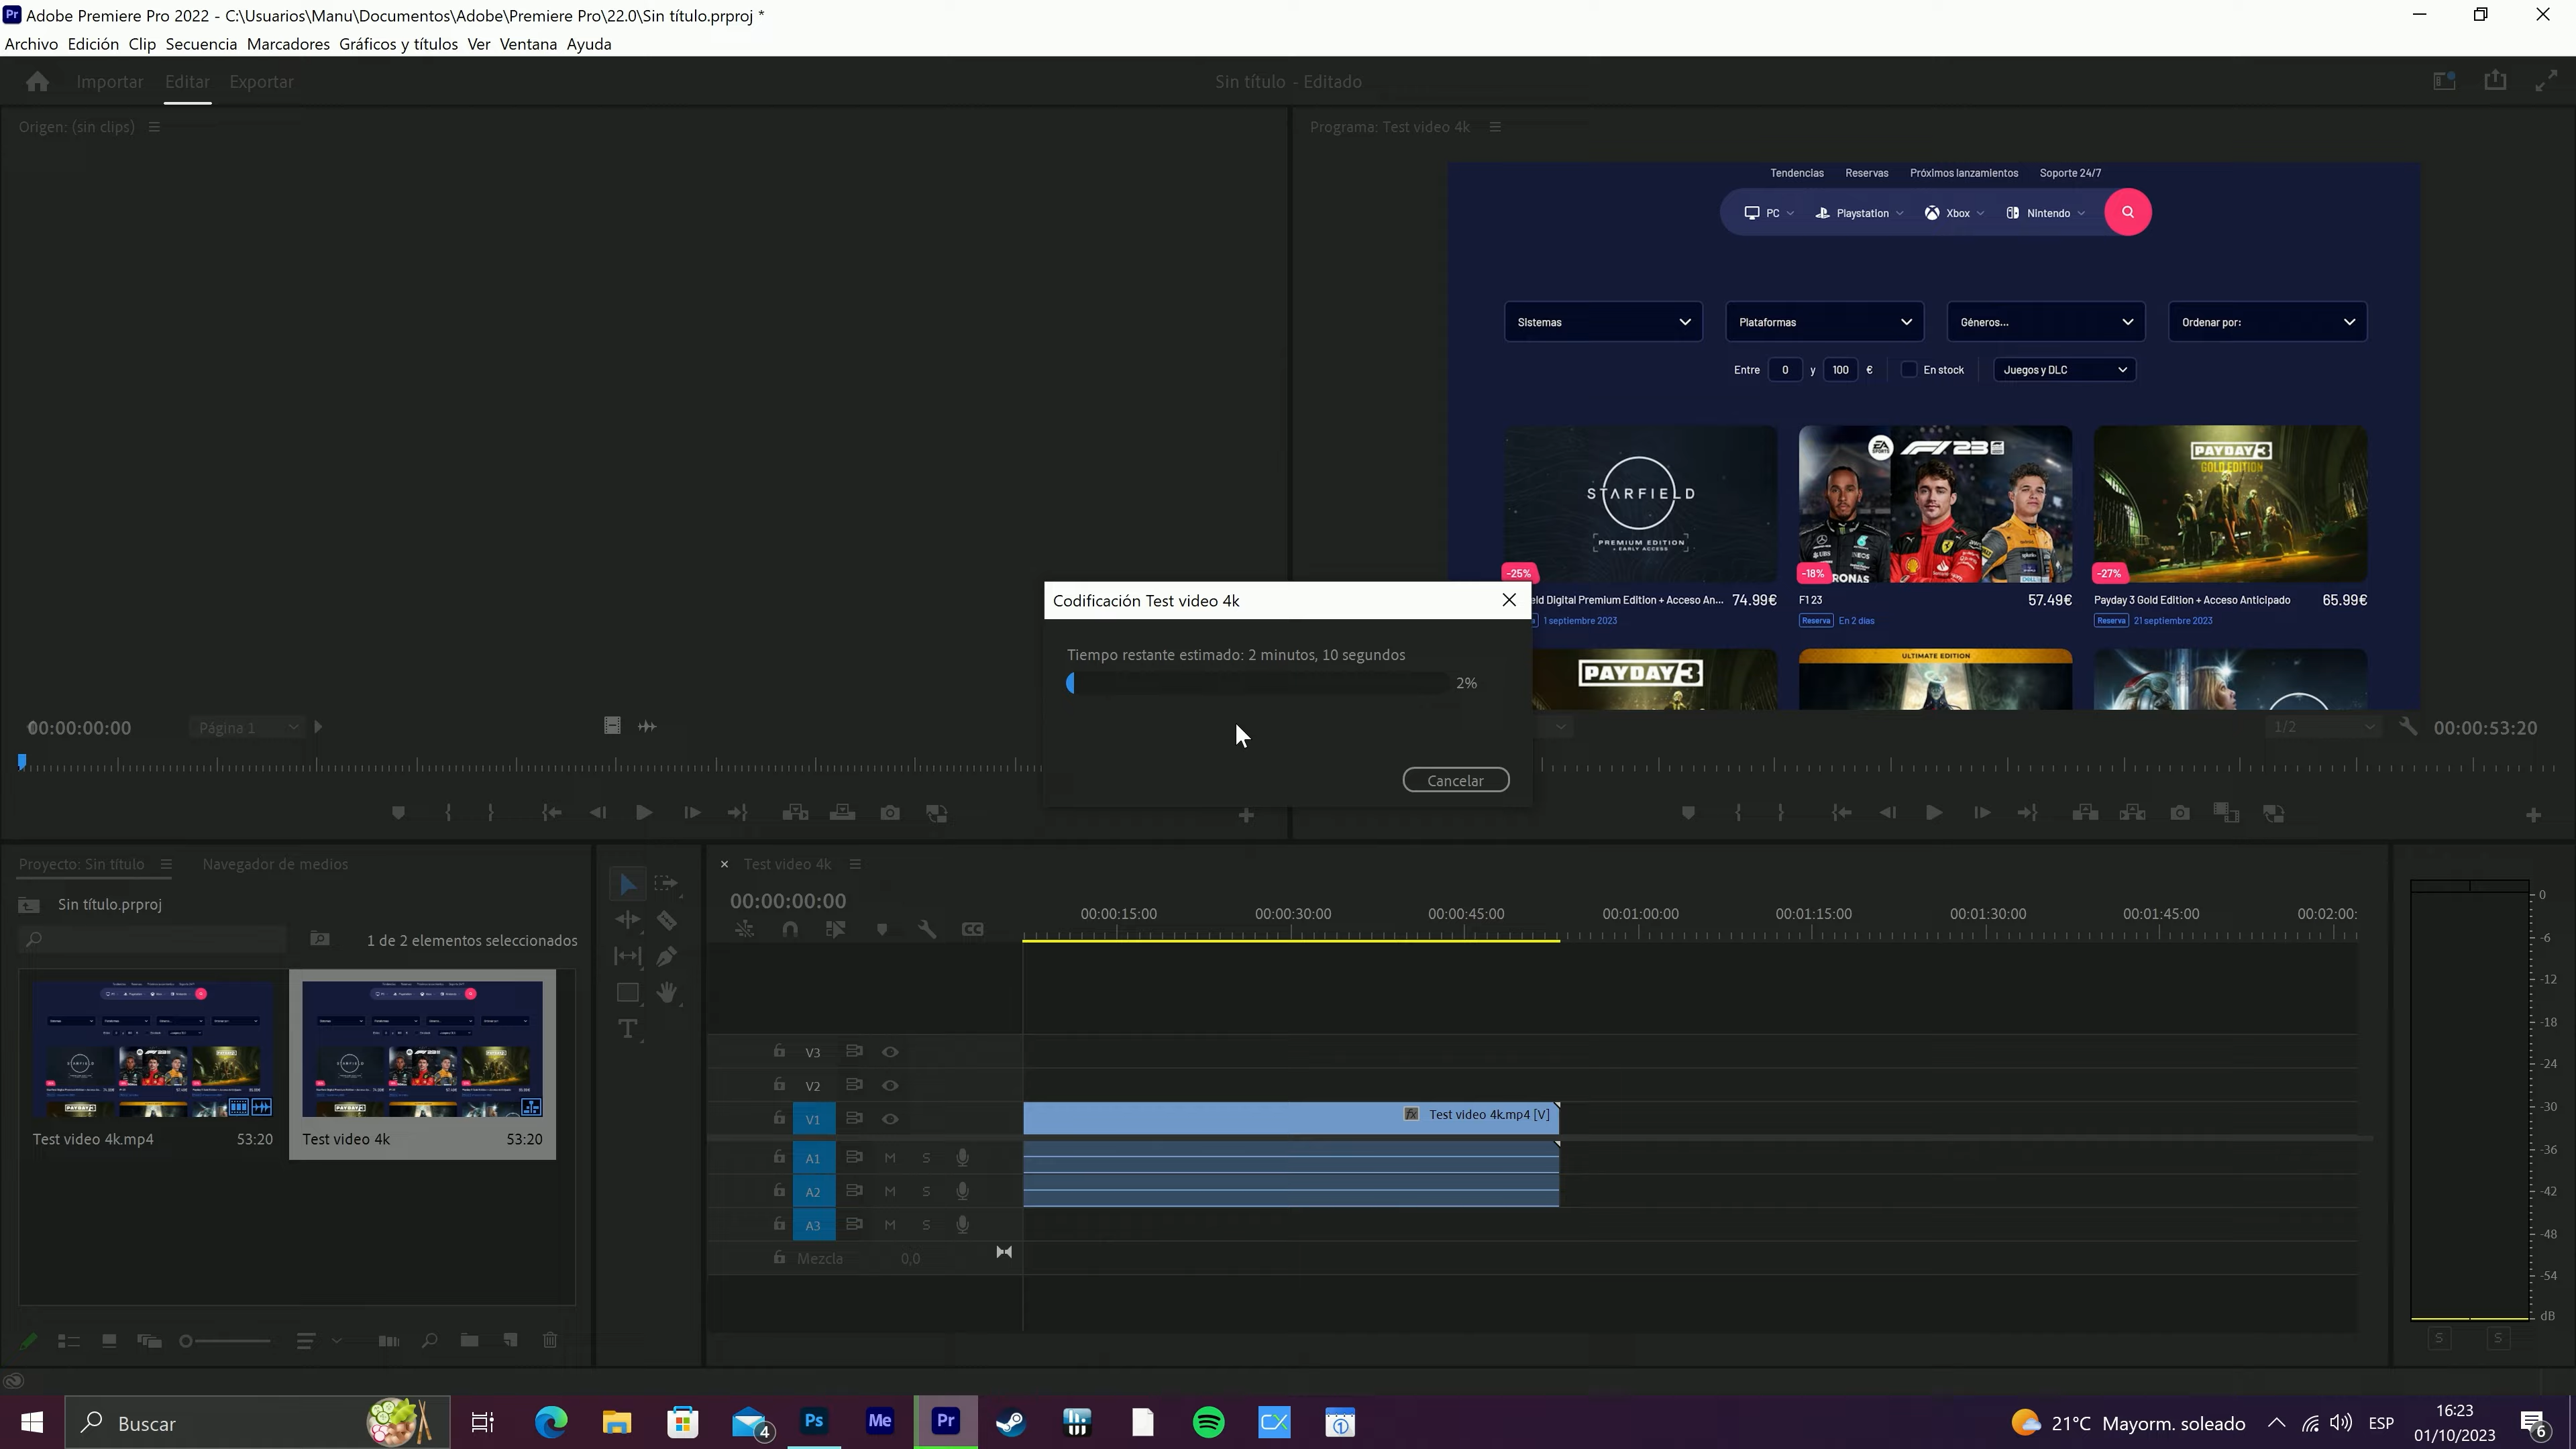 Adobe Premiere Pro 2022 - C:\Usuarios\Manu\Documentos\Adobe\Premiere Pro\22.0\Sin título.prproj *
Archivo Edición Clip Secuencia Marcadores Gráficos y títulos Ver Ventana Ayuda
Importar Editar Exportar
Sin título - Editado
Origen: (sin clips)
Programa: Test video 4k
Tendencias Reservas Próximos lanzamientos Soporte 24/7
PC Playstation Xbox Nintendo
Sistemas Plataformas Géneros... Ordenar por:
Entre 0 y 100 € En stock Juegos y DLC
STARFIELD
PREMIUM EDITION
+ EARLY ACCESS
EA SPORTS F1 23
UBS
INEOS
RONAS
PAYDAY 3
GOLD EDITION
-25% -18% -27%
eld Digital Premium Edition + Acceso An... 74.99€
1 septiembre 2023
F1 23 57.49€
Reserva En 2 días
Payday 3 Gold Edition + Acceso Anticipado 65.99€
Reserva 21 septiembre 2023
PAYDAY 3
ULTIMATE EDITION
Codificación Test video 4k
Tiempo restante estimado: 2 minutos, 10 segundos
2%
Cancelar
00:00:00:00
Página 1
1/2
00:00:53:20
Proyecto: Sin título
Navegador de medios
Sin título.prproj
1 de 2 elementos seleccionados
Test video 4k.mp4 53:20
Test video 4k 53:20
T
Test video 4k
00:00:00:00
CC
00:00:15:00 00:00:30:00 00:00:45:00 00:01:00:00 00:01:15:00 00:01:30:00 00:01:45:00 00:02:00:
V3
V2
V1
fx Test video 4k.mp4 [V]
A1 M S
A2 M S
A3 M S
Mezcla 0,0
0
-6
-12
-18
-24
-30
-36
-42
-48
-54
dB
S S
Buscar
4
Ps
Me
Pr
CX
21°C Mayorm. soleado
ESP
16:23
01/10/2023
6